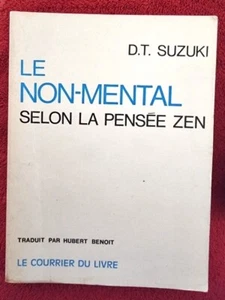 D.T. SUZUKI
LE
NON-MENTAL
SELON LA PENSÉE ZEN
TRADUIT PAR HUBERT BENOIT
LE COURRIER DU LIVRE